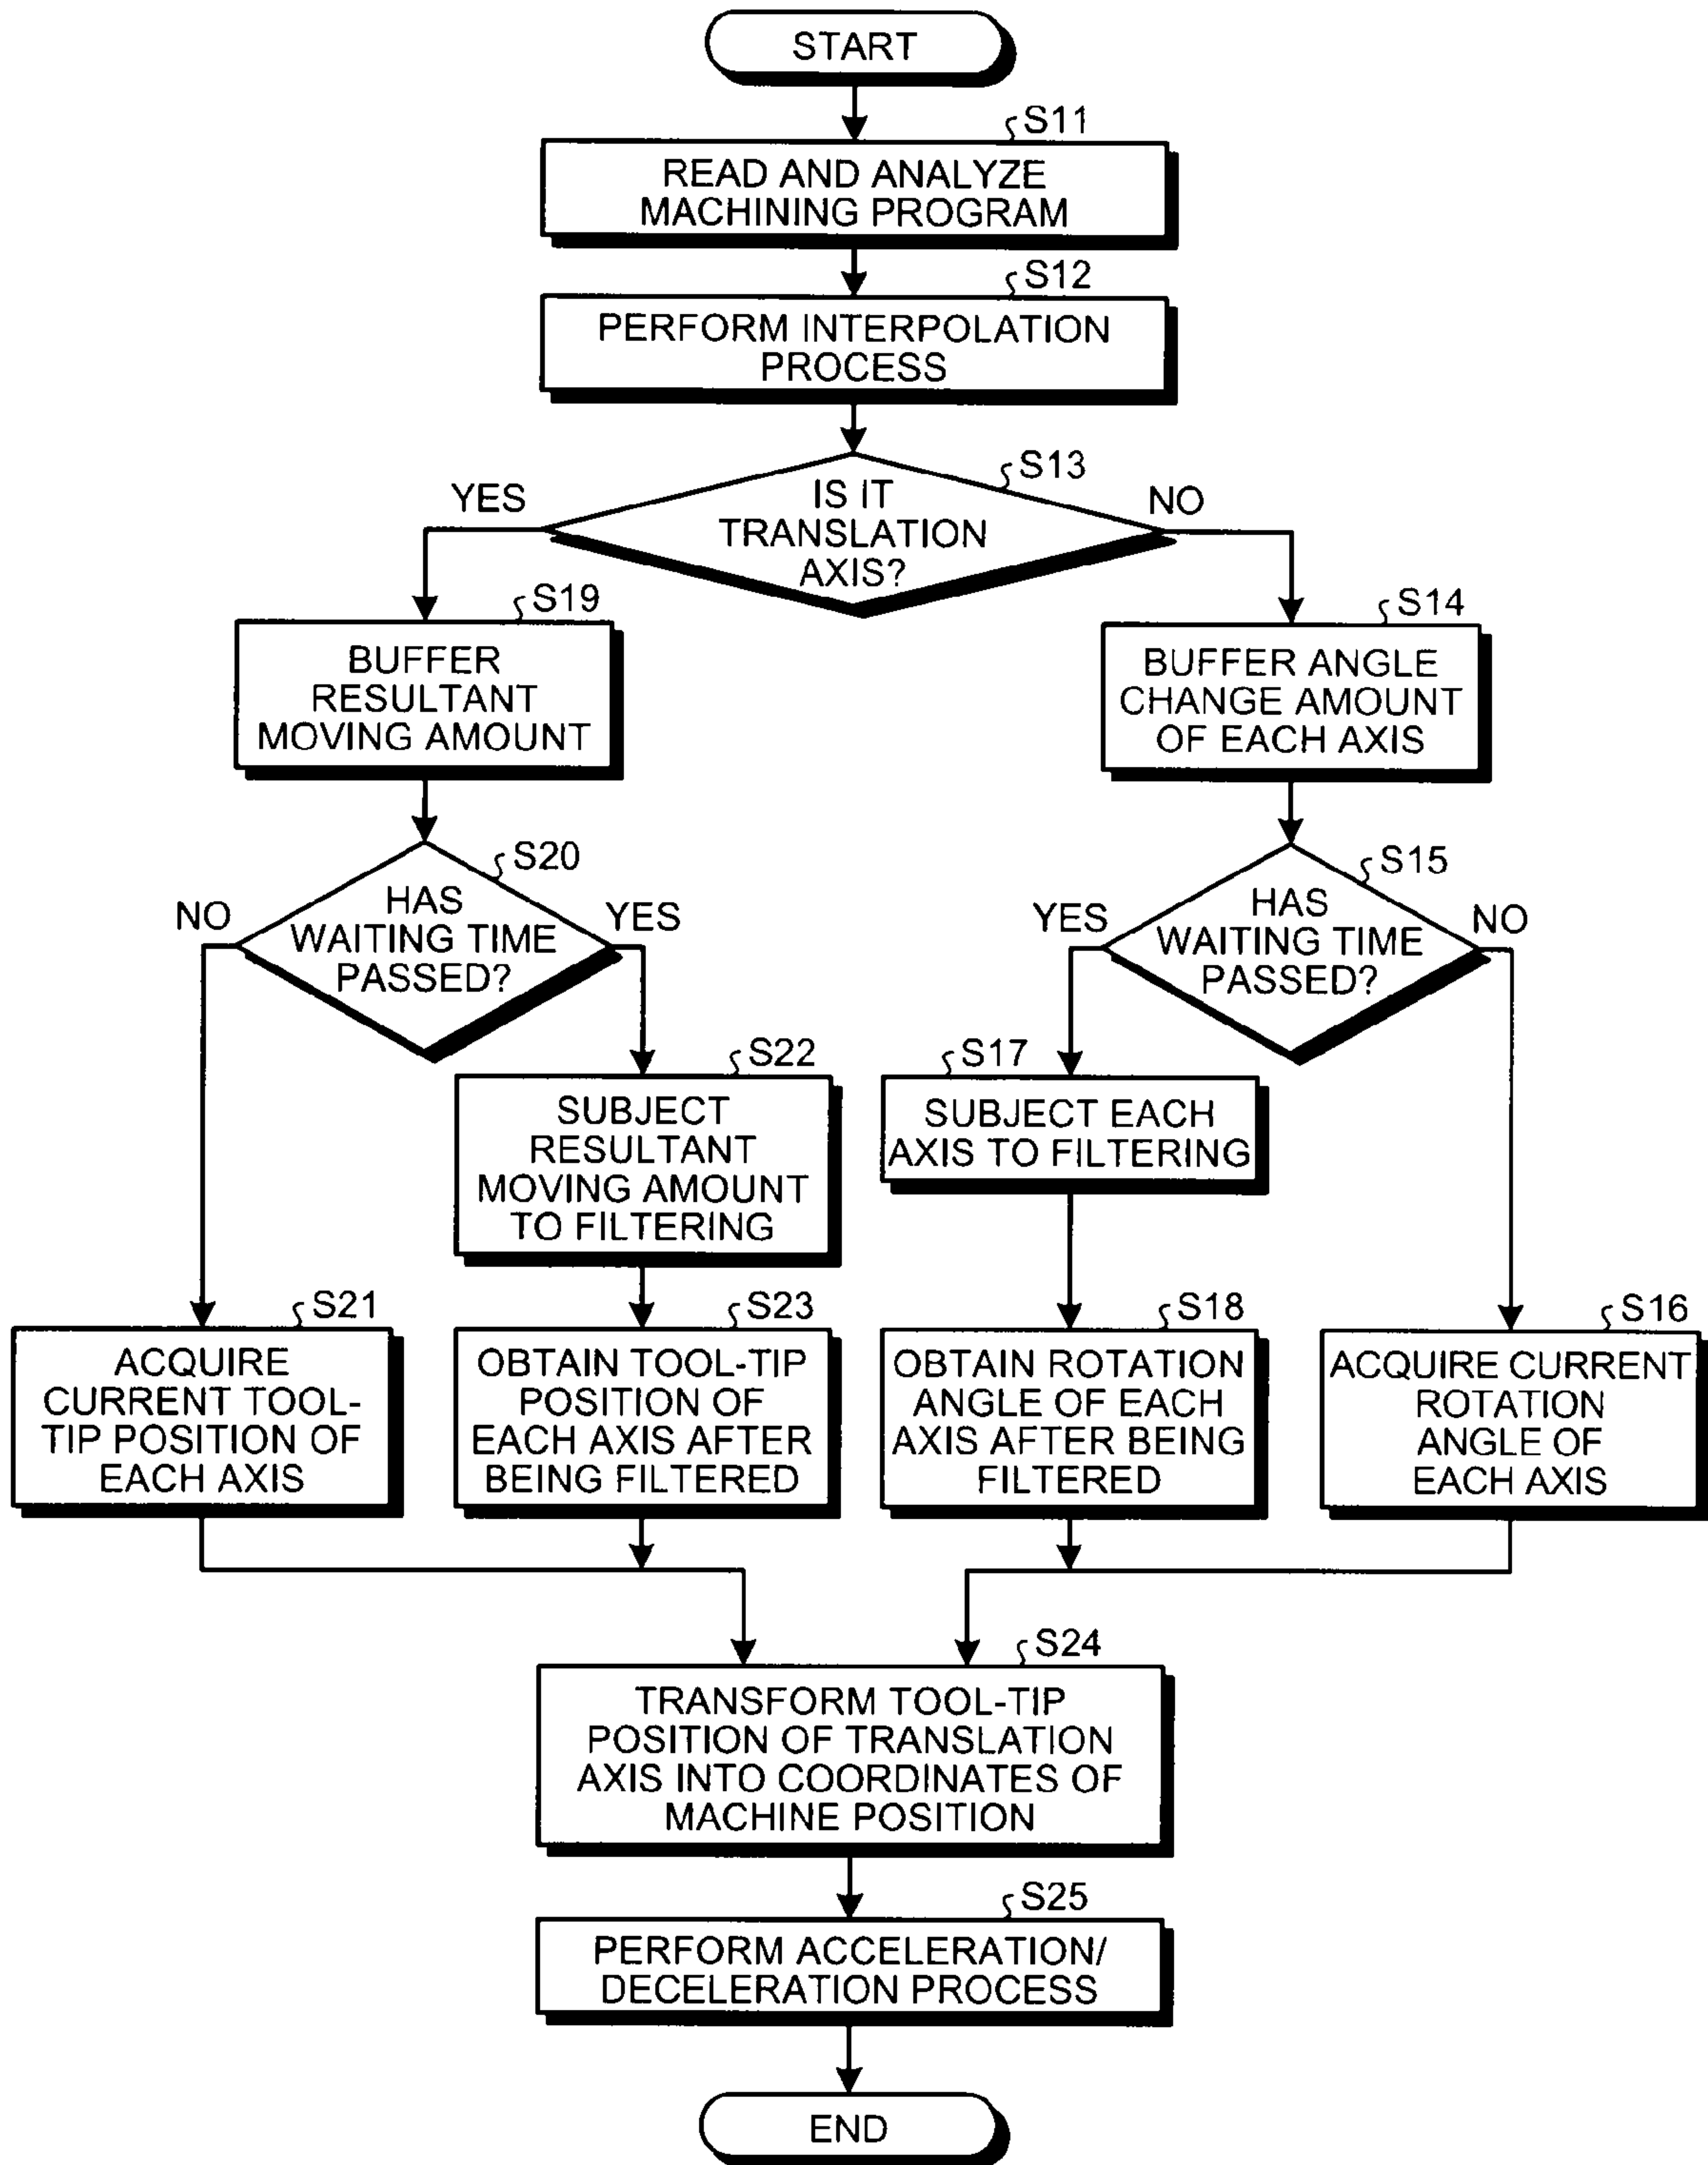 START
S11
READ AND ANALYZE
MACHINING PROGRAM
S12
PERFORM INTERPOLATION
PROCESS
S13
IS IT
TRANSLATION
AXIS?
YES
NO
S19
BUFFER
RESULTANT
MOVING AMOUNT
S14
BUFFER ANGLE
CHANGE AMOUNT
OF EACH AXIS
S20
HAS
WAITING TIME
PASSED?
NO
YES
S15
HAS
WAITING TIME
PASSED?
YES
NO
S22
SUBJECT
RESULTANT
MOVING AMOUNT
TO FILTERING
S17
SUBJECT EACH
AXIS TO FILTERING
S21
ACQUIRE
CURRENT TOOL-
TIP POSITION OF
EACH AXIS
S23
OBTAIN TOOL-TIP
POSITION OF
EACH AXIS AFTER
BEING FILTERED
S18
OBTAIN ROTATION
ANGLE OF EACH
AXIS AFTER BEING
FILTERED
S16
ACQUIRE CURRENT
ROTATION
ANGLE OF
EACH AXIS
S24
TRANSFORM TOOL-TIP
POSITION OF TRANSLATION
AXIS INTO COORDINATES OF
MACHINE POSITION
S25
PERFORM ACCELERATION/
DECELERATION PROCESS
END